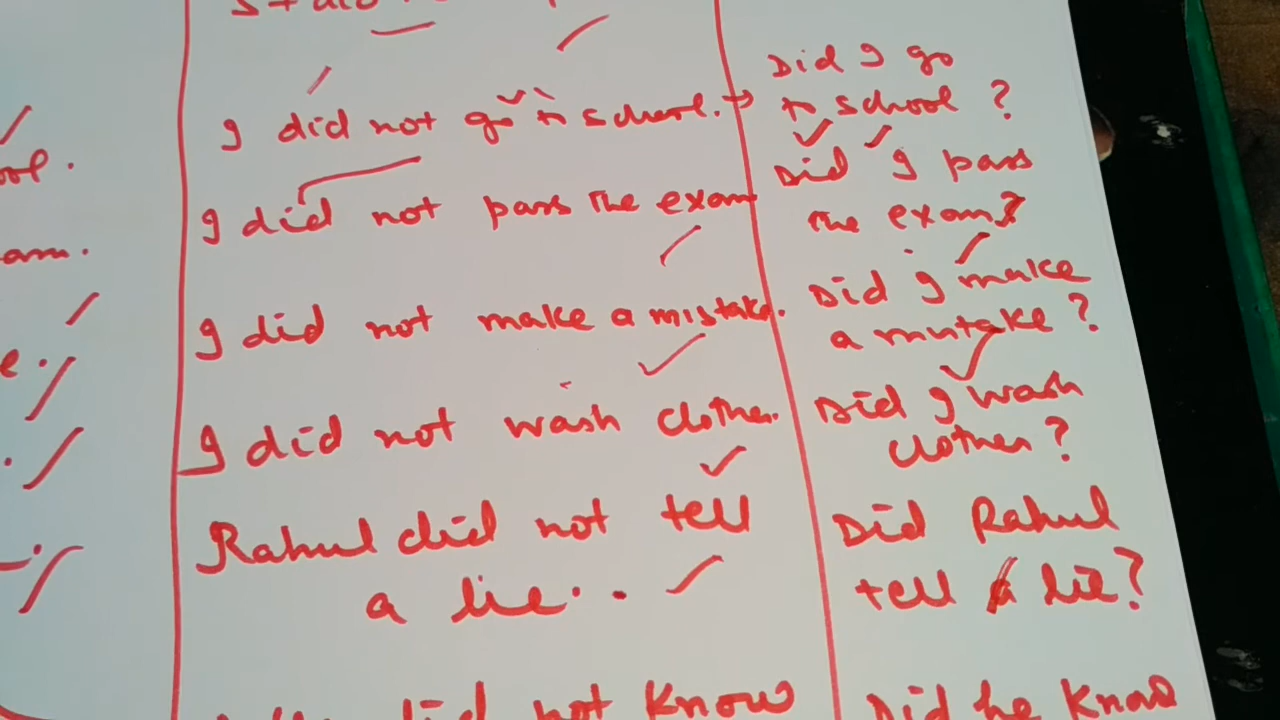 I did not go to school. → Did I go
to school ?
ool.
I did not pass the exam
Did I pass
the exam?
am.
I did not make a mistake.
Did I make
a mistake ?
e.
I did not wash clothes.
Did I wash
clothes ?
Rahul did not tell
a lie..
Did Rahul
tell a lie?
did not know
Did he know